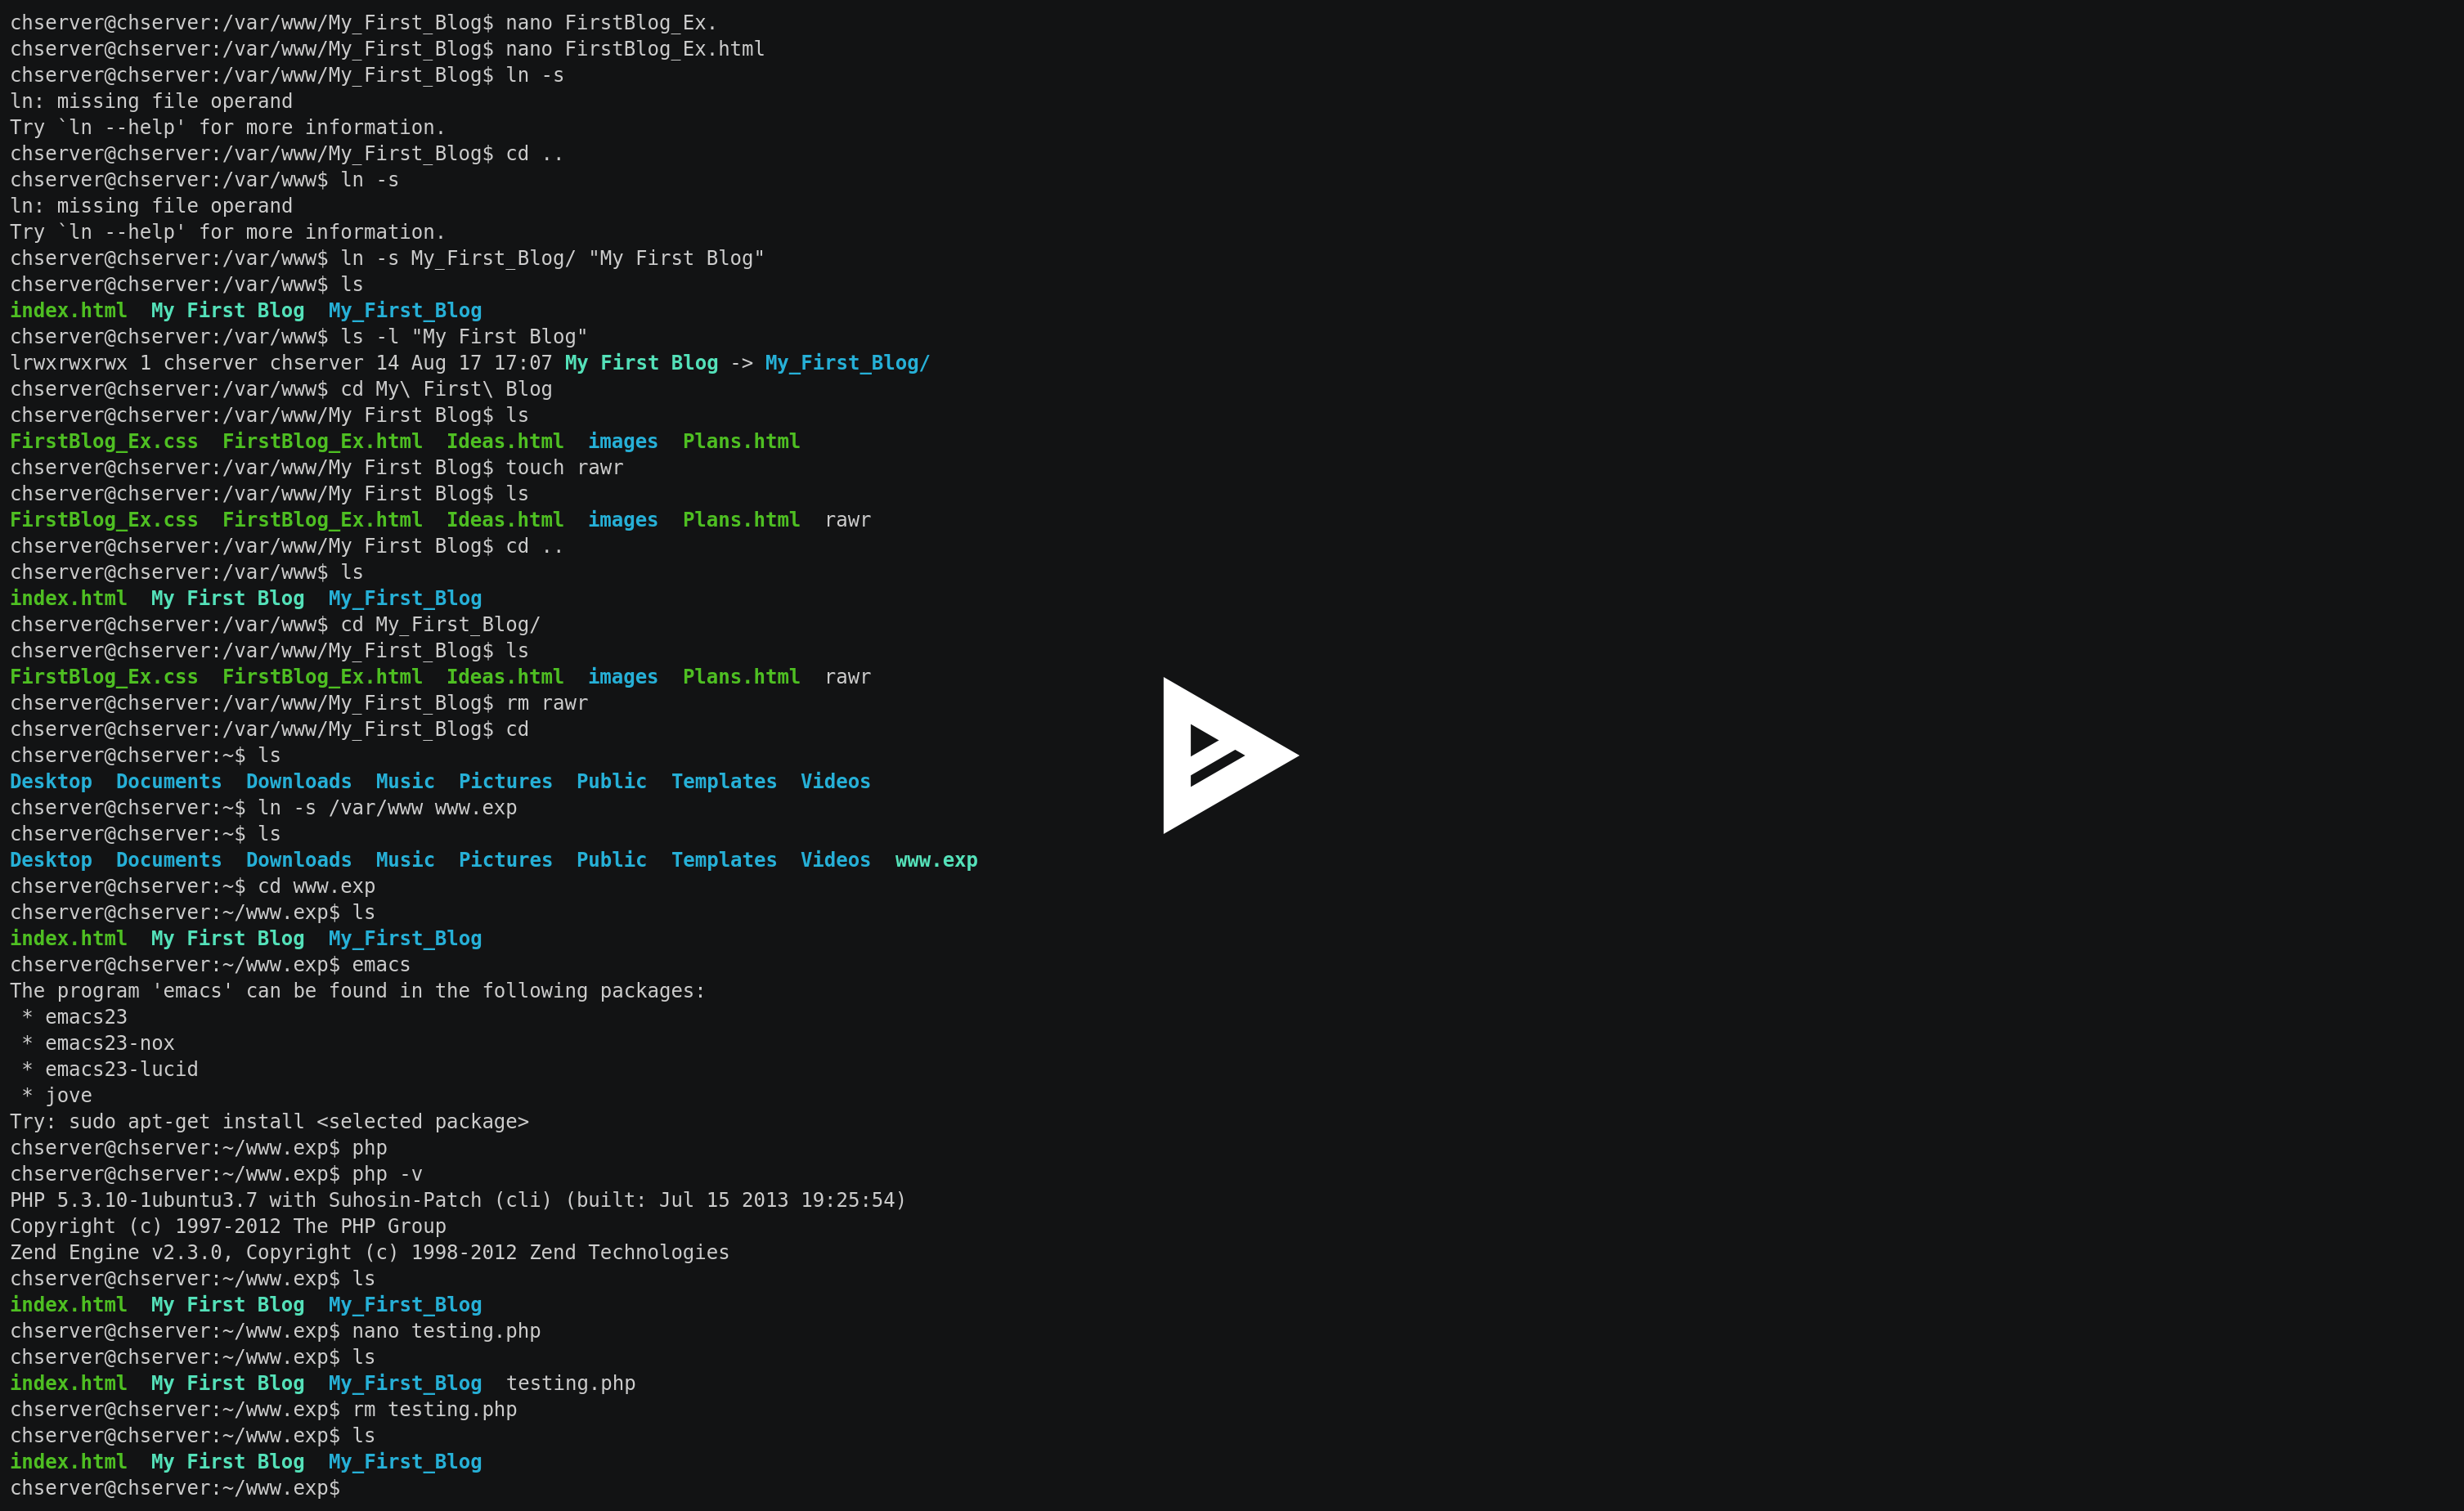 chserver@chserver:/var/www/My_First_Blog$ nano FirstBlog_Ex.
chserver@chserver:/var/www/My_First_Blog$ nano FirstBlog_Ex.html
chserver@chserver:/var/www/My_First_Blog$ ln -s
ln: missing file operand
Try `ln --help' for more information.
chserver@chserver:/var/www/My_First_Blog$ cd ..
chserver@chserver:/var/www$ ln -s
ln: missing file operand
Try `ln --help' for more information.
chserver@chserver:/var/www$ ln -s My_First_Blog/ "My First Blog"
chserver@chserver:/var/www$ ls
index.html  My First Blog  My_First_Blog
chserver@chserver:/var/www$ ls -l "My First Blog"
lrwxrwxrwx 1 chserver chserver 14 Aug 17 17:07 My First Blog -> My_First_Blog/
chserver@chserver:/var/www$ cd My\ First\ Blog
chserver@chserver:/var/www/My First Blog$ ls
FirstBlog_Ex.css  FirstBlog_Ex.html  Ideas.html  images  Plans.html
chserver@chserver:/var/www/My First Blog$ touch rawr
chserver@chserver:/var/www/My First Blog$ ls
FirstBlog_Ex.css  FirstBlog_Ex.html  Ideas.html  images  Plans.html  rawr
chserver@chserver:/var/www/My First Blog$ cd ..
chserver@chserver:/var/www$ ls
index.html  My First Blog  My_First_Blog
chserver@chserver:/var/www$ cd My_First_Blog/
chserver@chserver:/var/www/My_First_Blog$ ls
FirstBlog_Ex.css  FirstBlog_Ex.html  Ideas.html  images  Plans.html  rawr
chserver@chserver:/var/www/My_First_Blog$ rm rawr
chserver@chserver:/var/www/My_First_Blog$ cd
chserver@chserver:~$ ls
Desktop  Documents  Downloads  Music  Pictures  Public  Templates  Videos
chserver@chserver:~$ ln -s /var/www www.exp
chserver@chserver:~$ ls
Desktop  Documents  Downloads  Music  Pictures  Public  Templates  Videos  www.exp
chserver@chserver:~$ cd www.exp
chserver@chserver:~/www.exp$ ls
index.html  My First Blog  My_First_Blog
chserver@chserver:~/www.exp$ emacs
The program 'emacs' can be found in the following packages:
 * emacs23
 * emacs23-nox
 * emacs23-lucid
 * jove
Try: sudo apt-get install <selected package>
chserver@chserver:~/www.exp$ php
chserver@chserver:~/www.exp$ php -v
PHP 5.3.10-1ubuntu3.7 with Suhosin-Patch (cli) (built: Jul 15 2013 19:25:54)
Copyright (c) 1997-2012 The PHP Group
Zend Engine v2.3.0, Copyright (c) 1998-2012 Zend Technologies
chserver@chserver:~/www.exp$ ls
index.html  My First Blog  My_First_Blog
chserver@chserver:~/www.exp$ nano testing.php
chserver@chserver:~/www.exp$ ls
index.html  My First Blog  My_First_Blog  testing.php
chserver@chserver:~/www.exp$ rm testing.php
chserver@chserver:~/www.exp$ ls
index.html  My First Blog  My_First_Blog
chserver@chserver:~/www.exp$